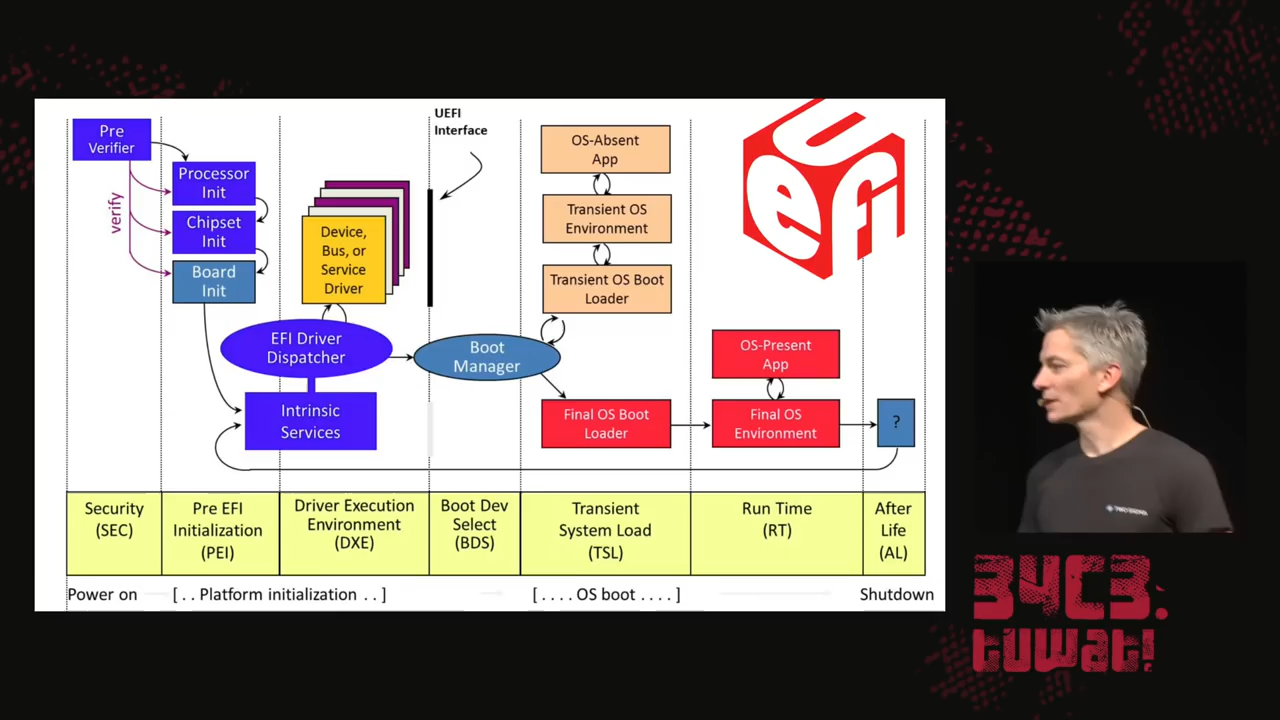 Pre
Verifier
verify
Processor
Init
Chipset
Init
Board
Init
Device,
Bus, or
Service
Driver
EFI Driver
Dispatcher
Intrinsic
Services
UEFI
Interface
Boot
Manager
OS-Absent
App
Transient OS
Environment
Transient OS Boot
Loader
Final OS Boot
Loader
OS-Present
App
Final OS
Environment
?
UEFI
Security
(SEC)
Pre EFI
Initialization
(PEI)
Driver Execution
Environment
(DXE)
Boot Dev
Select
(BDS)
Transient
System Load
(TSL)
Run Time
(RT)
After
Life
(AL)
Power on
[ . . Platform initialization . . ]
[ . . . . OS boot . . . . ]
Shutdown
34C3.
tuwat!